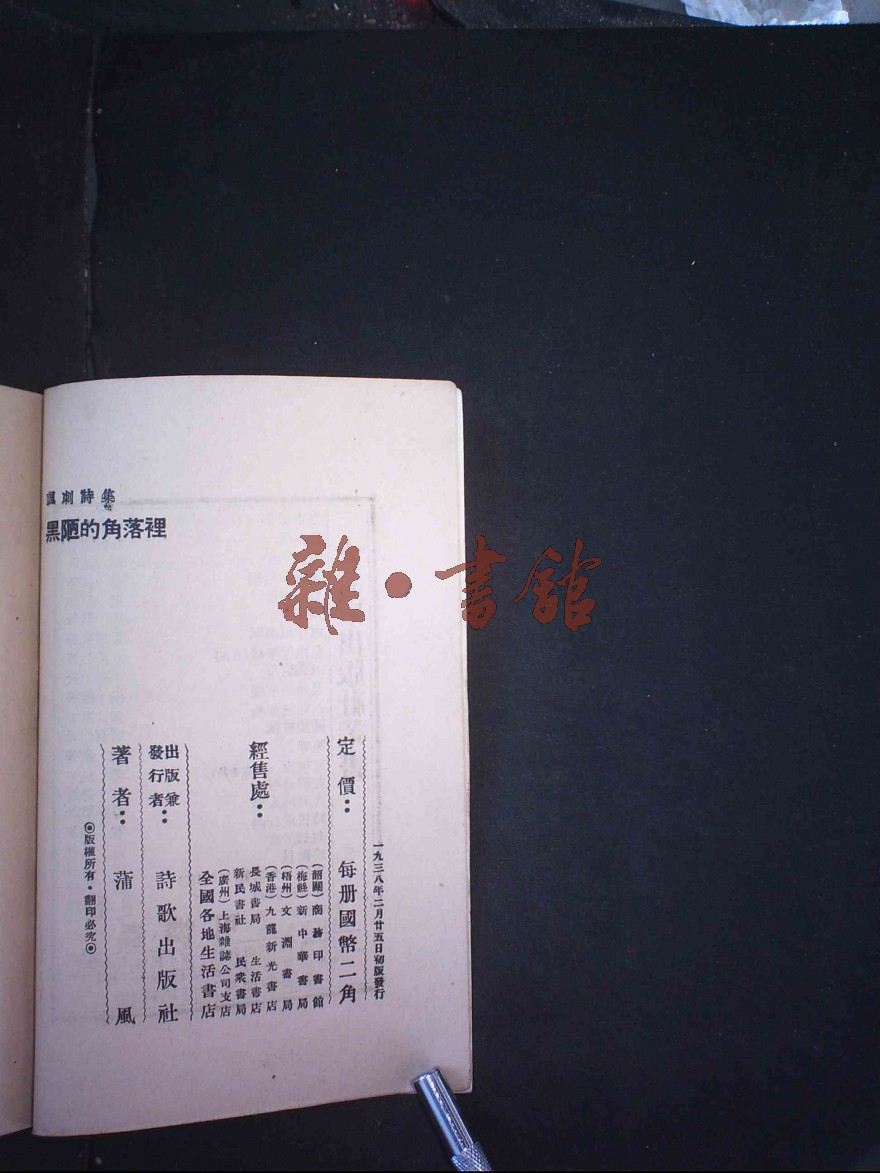 諷刺詩集
黑陋的角落裡
一九三八年二月廿五日初版發行
定價：每册國幣二角
經售處：
(韶關)商務印書館
(梅縣)新中華書局
(梧州)文淵書局
(香港)九龍新光書店
長城書局 生活書店
新民書社 民衆書局
(廣州)上海雜誌公司支店
全國各地生活書店
出版兼
發行者：詩歌出版社
著者：蒲風
◎版權所有・翻印必究◎
雜・書館